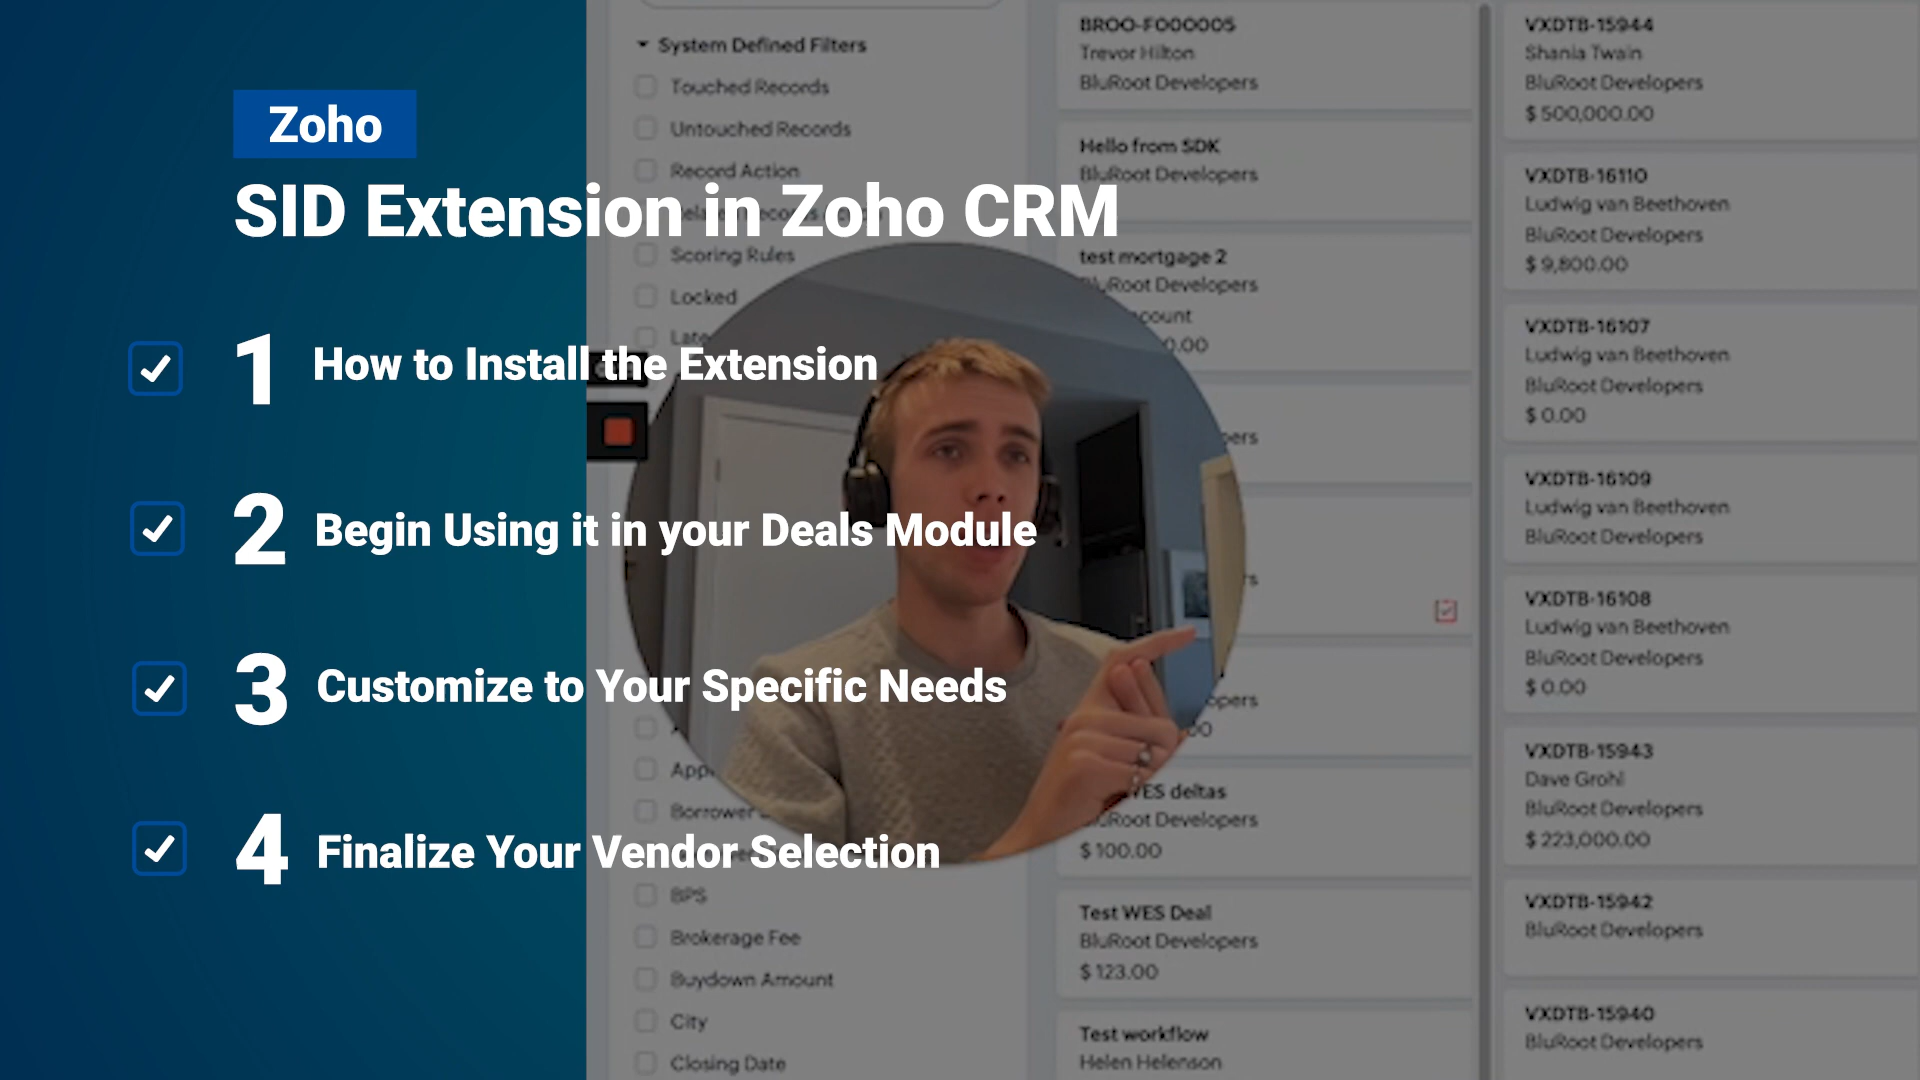 Zoho
SID Extension in Zoho CRM
1 How to Install the Extension
2 Begin Using it in your Deals Module
3 Customize to Your Specific Needs
4 Finalize Your Vendor Selection
System Defined Filters
Touched Records
Untouched Records
Record Action
Scoring Rules
Locked
Borrower
BPS
Brokerage Fee
Buydown Amount
City
Closing Date
BROO-F000005
Trevor Hilton
BluRoot Developers
Hello from SDK
BluRoot Developers
test mortgage 2
BluRoot Developers
WES deltas
BluRoot Developers
$ 100.00
Test WES Deal
BluRoot Developers
$ 123.00
Test workflow
Helen Helenson
VXDTB-15944
Shania Twain
BluRoot Developers
$ 500,000.00
VXDTB-16110
Ludwig van Beethoven
BluRoot Developers
$ 9,800.00
VXDTB-16107
Ludwig van Beethoven
BluRoot Developers
$ 0.00
VXDTB-16109
Ludwig van Beethoven
BluRoot Developers
VXDTB-16108
Ludwig van Beethoven
BluRoot Developers
$ 0.00
VXDTB-15943
Dave Grohl
BluRoot Developers
$ 223,000.00
VXDTB-15942
BluRoot Developers
VXDTB-15940
BluRoot Developers